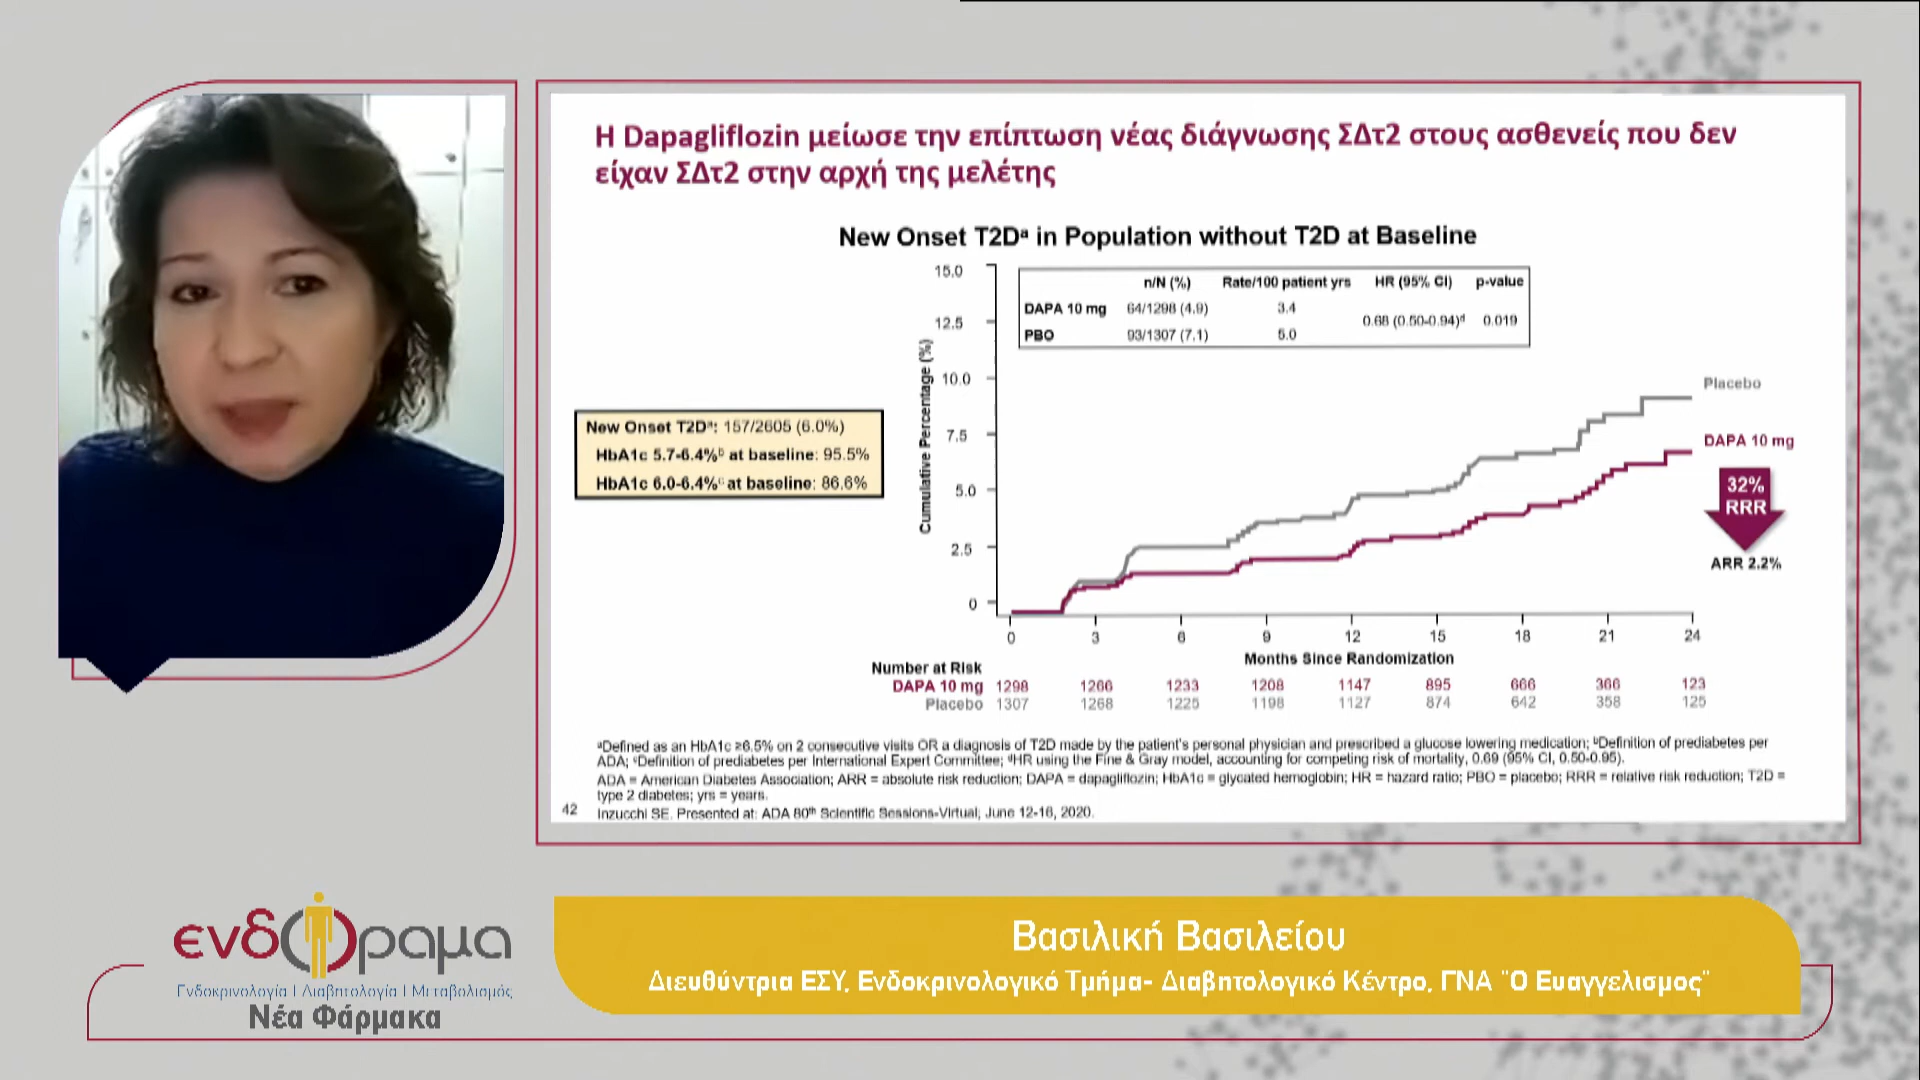 Η Dapagliflozin μείωσε την επίπτωση νέας διάγνωσης ΣΔτ2 στους ασθενείς που δεν
είχαν ΣΔτ2 στην αρχή της μελέτης
New Onset T2Dᵃ in Population without T2D at Baseline
n/N (%) Rate/100 patient yrs HR (95% CI) p-value
DAPA 10 mg 64/1298 (4.9) 3.4
0.68 (0.50-0.94)ᵈ 0.019
PBO 93/1307 (7.1) 5.0
Cumulative Percentage (%)
15.0
12.5
10.0
7.5
5.0
2.5
0
Placebo
DAPA 10 mg
32%
RRR
ARR 2.2%
New Onset T2Dᵃ: 157/2605 (6.0%)
HbA1c 5.7-6.4%ᵇ at baseline: 95.5%
HbA1c 6.0-6.4%ᶜ at baseline: 86.6%
0 3 6 9 12 15 18 21 24
Months Since Randomization
Number at Risk
DAPA 10 mg 1298 1266 1233 1208 1147 895 666 366 123
Placebo 1307 1268 1225 1198 1127 874 642 358 125
ᵃDefined as an HbA1c ≥6.5% on 2 consecutive visits OR a diagnosis of T2D made by the patient's personal physician and prescribed a glucose lowering medication; ᵇDefinition of prediabetes per
ADA; ᶜDefinition of prediabetes per International Expert Committee; ᵈHR using the Fine & Gray model, accounting for competing risk of mortality, 0.69 (95% CI, 0.50-0.95).
ADA = American Diabetes Association; ARR = absolute risk reduction; DAPA = dapagliflozin; HbA1c = glycated hemoglobin; HR = hazard ratio; PBO = placebo; RRR = relative risk reduction; T2D =
type 2 diabetes; yrs = years.
42 Inzucchi SE. Presented at: ADA 80ᵗʰ Scientific Sessions-Virtual; June 12-16, 2020.
ενδόραμα
Ενδοκρινολογία | Διαβητολογία | Μεταβολισμός
Νέα Φάρμακα
Βασιλική Βασιλείου
Διευθύντρια ΕΣΥ, Ενδοκρινολογικό Τμήμα- Διαβητολογικό Κέντρο, ΓΝΑ "Ο Ευαγγελισμος"